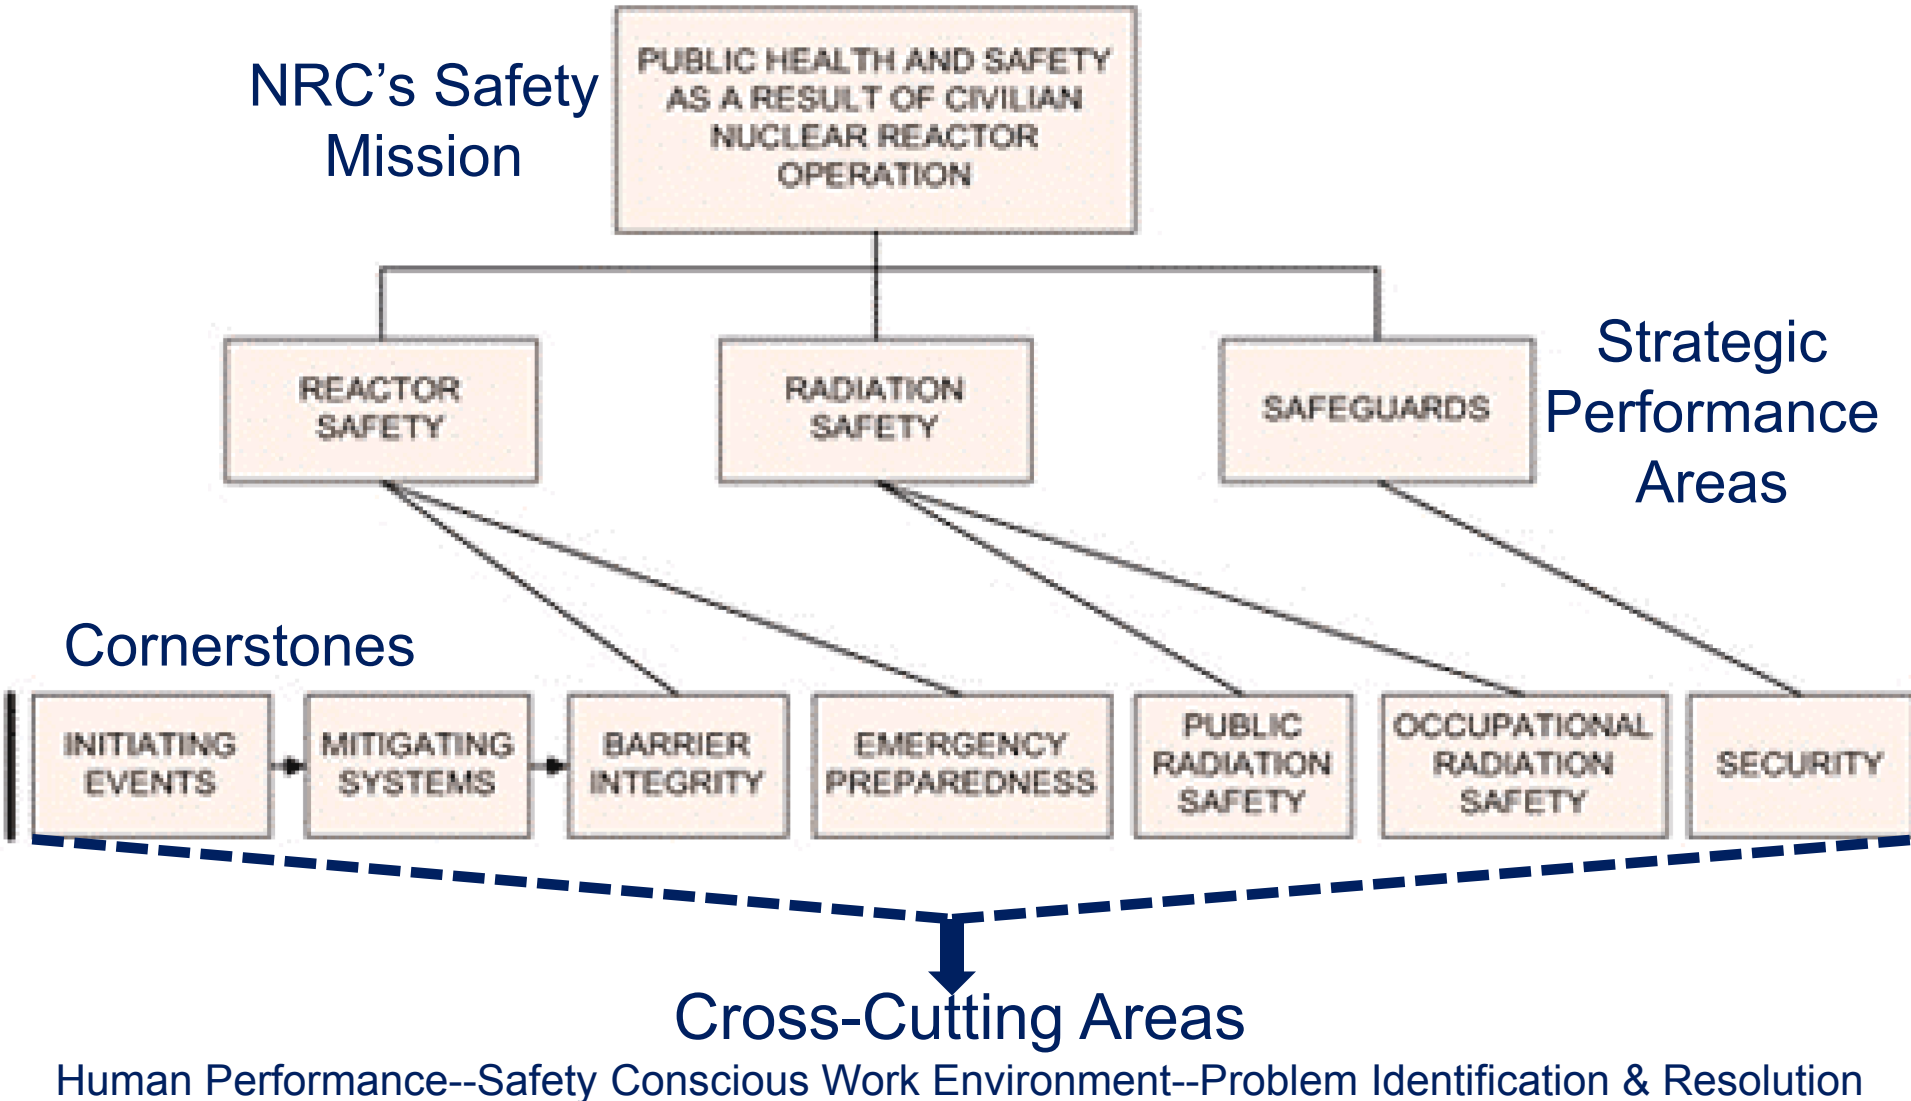 NRC's Safety
Mission
PUBLIC HEALTH AND SAFETY
AS A RESULT OF CIVILIAN
NUCLEAR REACTOR
OPERATION
REACTOR
SAFETY
RADIATION
SAFETY
SAFEGUARDS
Strategic
Performance
Areas
Cornerstones
INITIATING
EVENTS
MITIGATING
SYSTEMS
BARRIER
INTEGRITY
EMERGENCY
PREPAREDNESS
PUBLIC
RADIATION
SAFETY
OCCUPATIONAL
RADIATION
SAFETY
SECURITY
Cross-Cutting Areas
Human Performance--Safety Conscious Work Environment--Problem Identification & Resolution